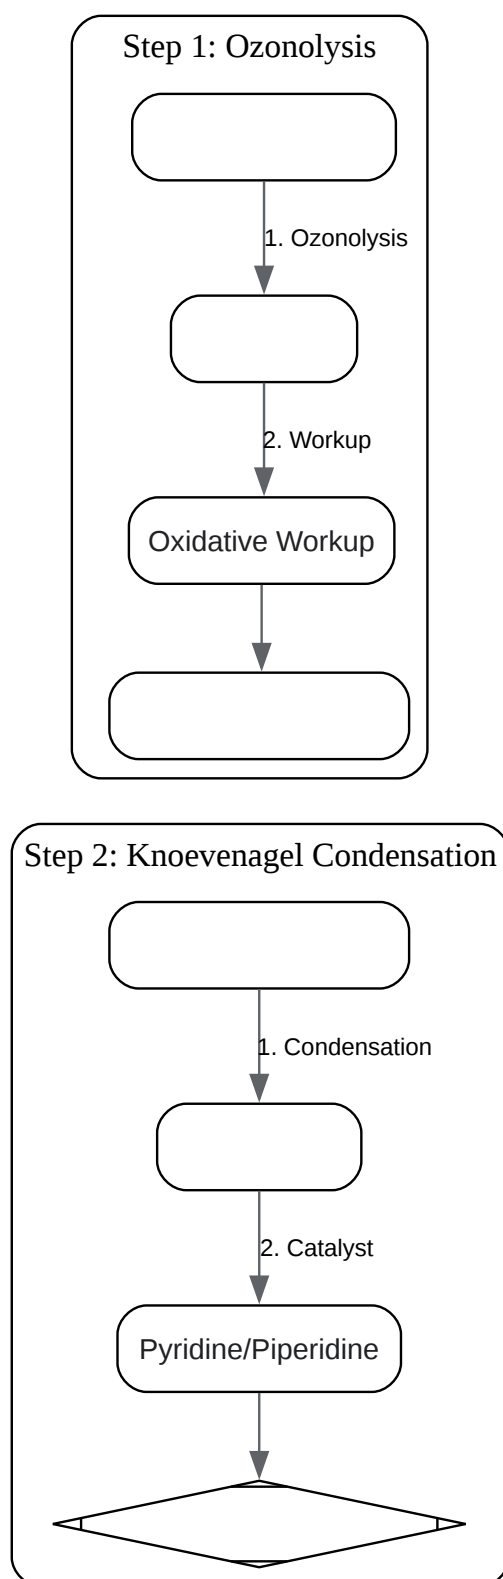 Step 1: Ozonolysis
1. Ozonolysis
2. Workup
Oxidative Workup
Step 2: Knoevenagel Condensation
1. Condensation
2. Catalyst
Pyridine/Piperidine